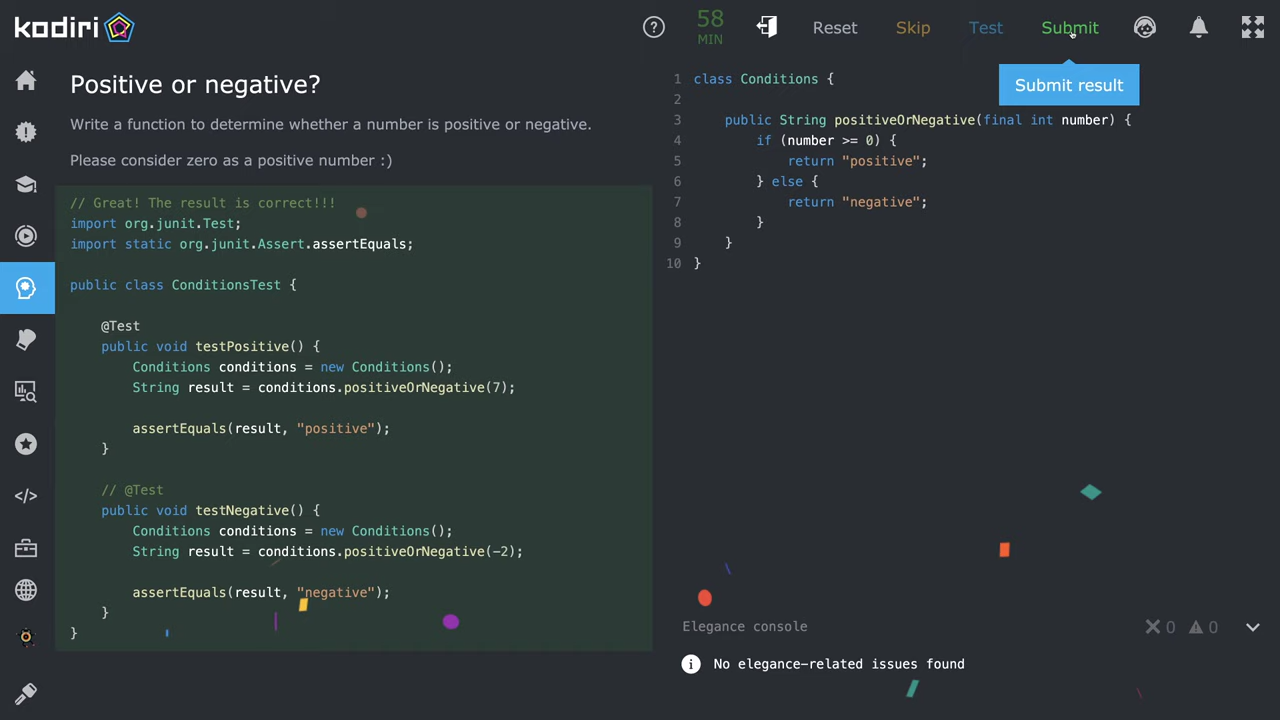 kodiri
?
58
MIN
Reset
Skip
Test
Submit
Submit result
Positive or negative?
Write a function to determine whether a number is positive or negative.
Please consider zero as a positive number :)
// Great! The result is correct!!!
import org.junit.Test;
import static org.junit.Assert.assertEquals;
public class ConditionsTest {
@Test
public void testPositive() {
Conditions conditions = new Conditions();
String result = conditions.positiveOrNegative(7);
assertEquals(result, "positive");
}
// @Test
public void testNegative() {
Conditions conditions = new Conditions();
String result = conditions.positiveOrNegative(-2);
assertEquals(result, "negative");
}
}
1 class Conditions {
2
3 public String positiveOrNegative(final int number) {
4 if (number >= 0) {
5 return "positive";
6 } else {
7 return "negative";
8 }
9 }
10 }
Elegance console
0
0
No elegance-related issues found